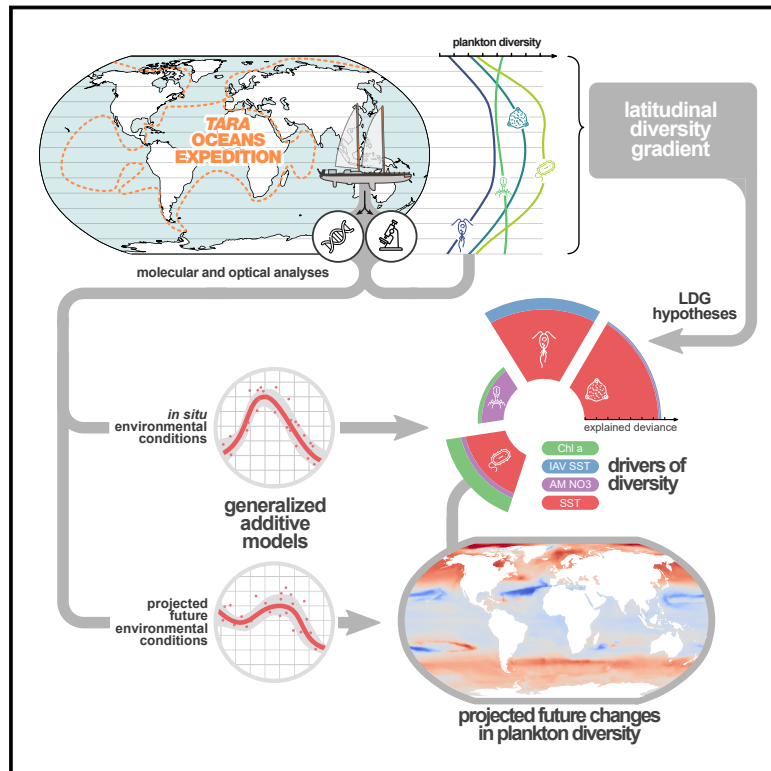 plankton diversity
TARA
OCEANS
EXPEDITION
latitudinal
diversity
gradient
molecular and optical analyses
LDG
hypotheses
in situ
environmental
conditions
explained deviance
Chl a
IAV SST
AM NO3
SST
drivers of
diversity
generalized
additive
models
projected
future
environmental
conditions
projected future changes
in plankton diversity